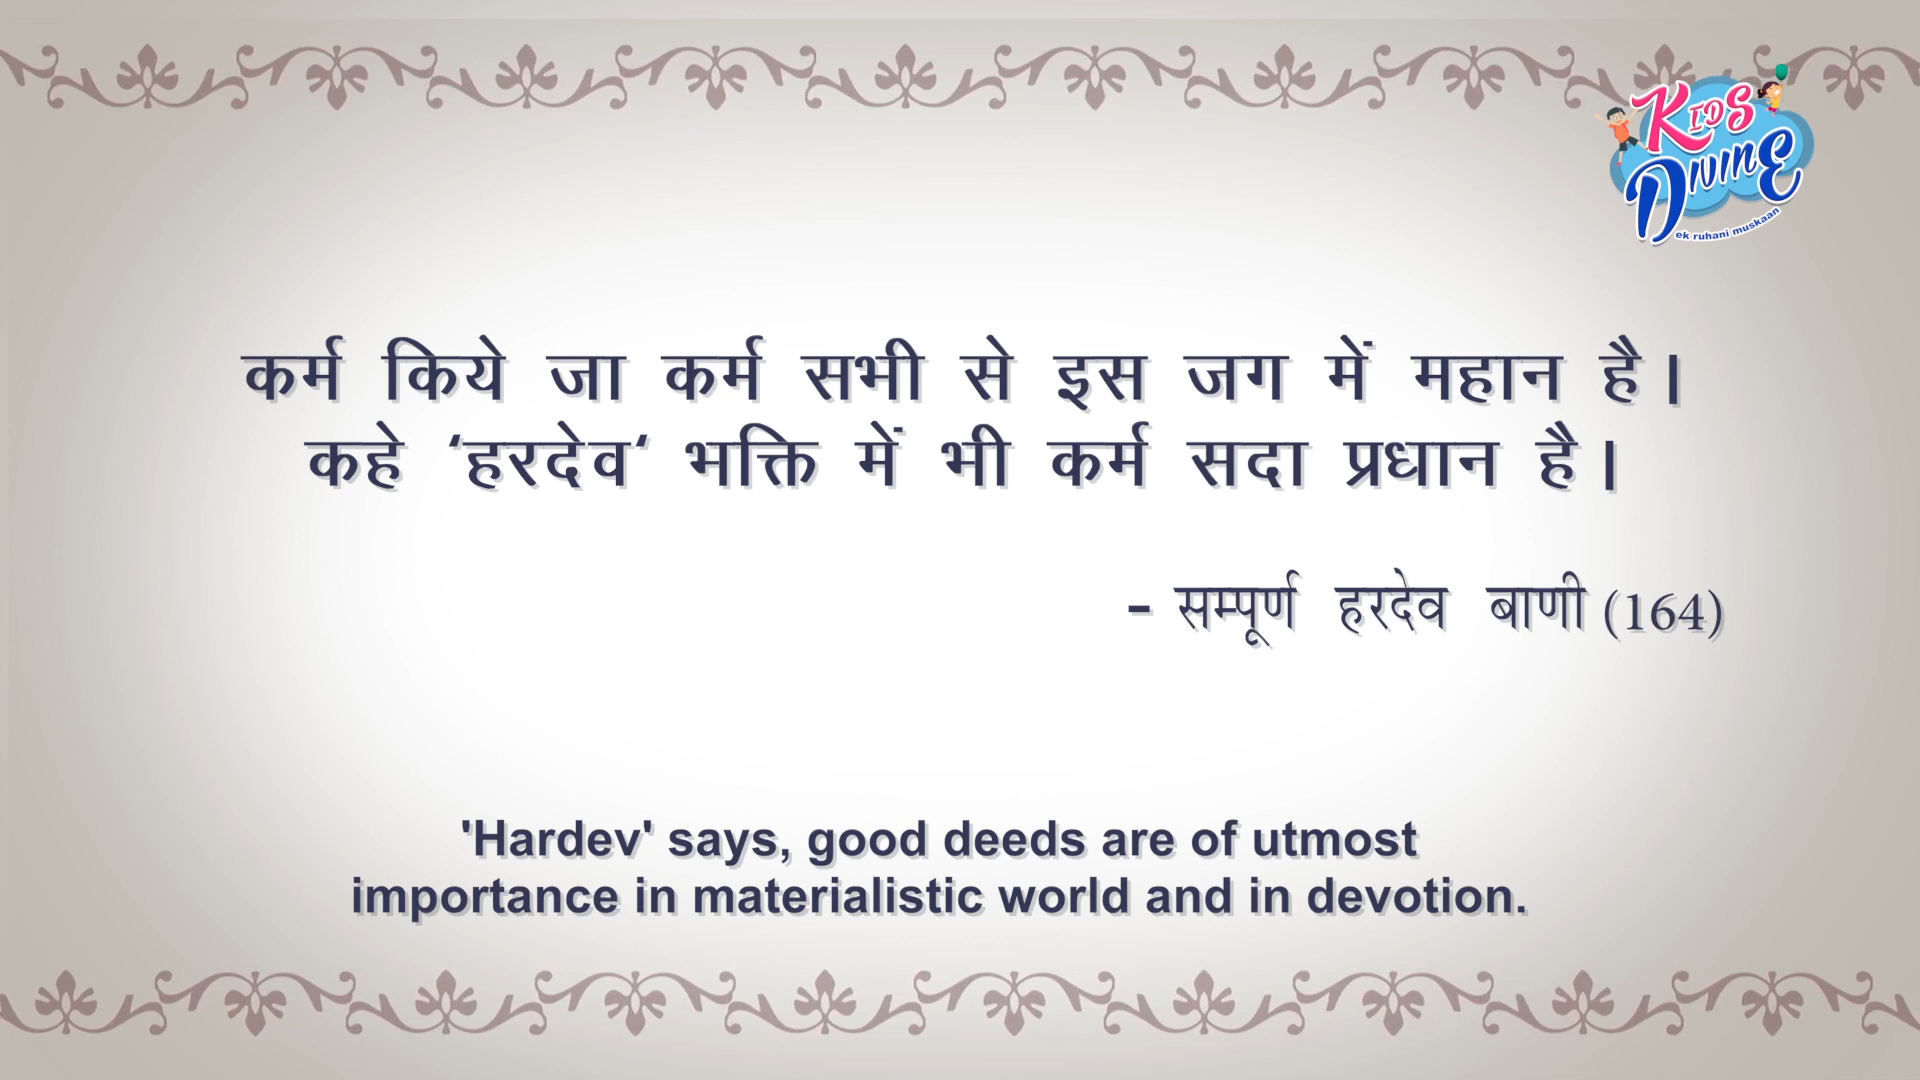 KIDS
DIVINE
ek ruhani muskaan
कर्म किये जा कर्म सभी से इस जग में महान है।
कहे ‘हरदेव‘ भक्ति में भी कर्म सदा प्रधान है।
- सम्पूर्ण हरदेव बाणी (164)
'Hardev' says, good deeds are of utmost
importance in materialistic world and in devotion.